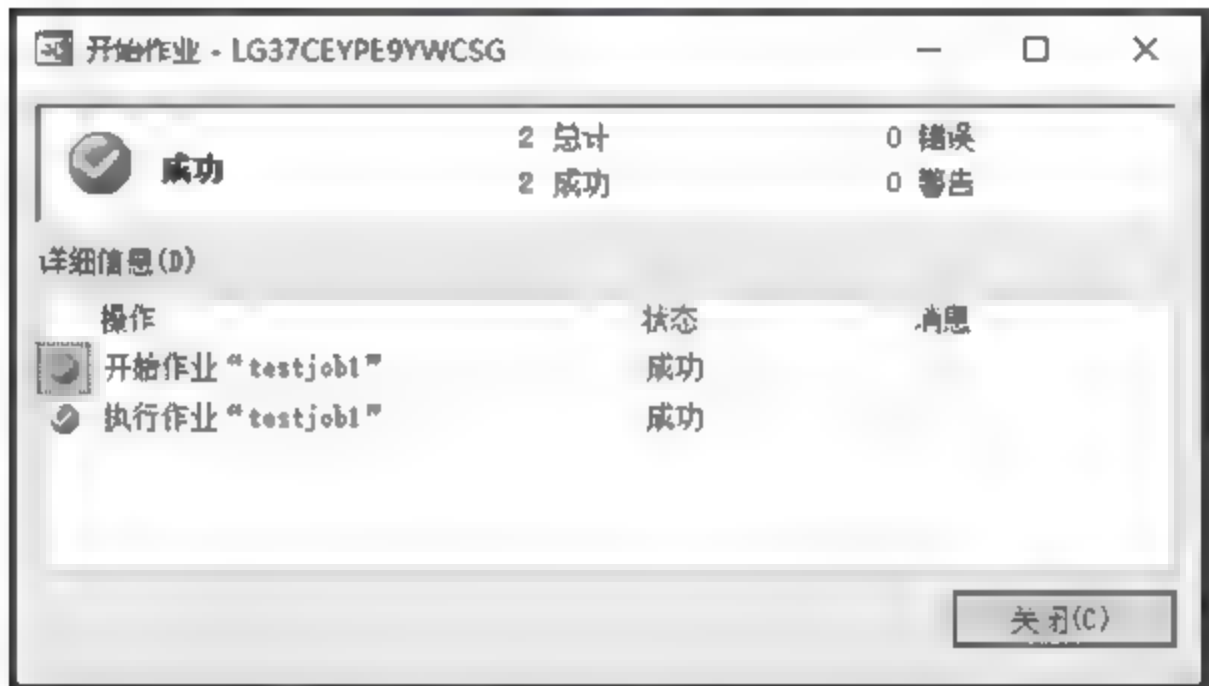 开始作业 - LG37CEYPE9YWCSG
成功 2 总计 0 错误
2 成功 0 警告
详细信息(D)
操作 状态 消息
开始作业“testjob1” 成功
执行作业“testjob1” 成功
关闭(C)